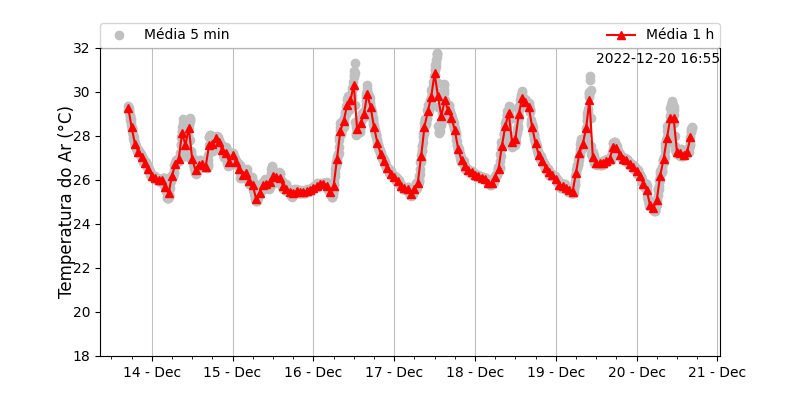 Média 5 min
Média 1 h
2022-12-20 16:55
Temperatura do Ar (°C)
32
30
28
26
24
22
20
18
14 - Dec
15 - Dec
16 - Dec
17 - Dec
18 - Dec
19 - Dec
20 - Dec
21 - Dec